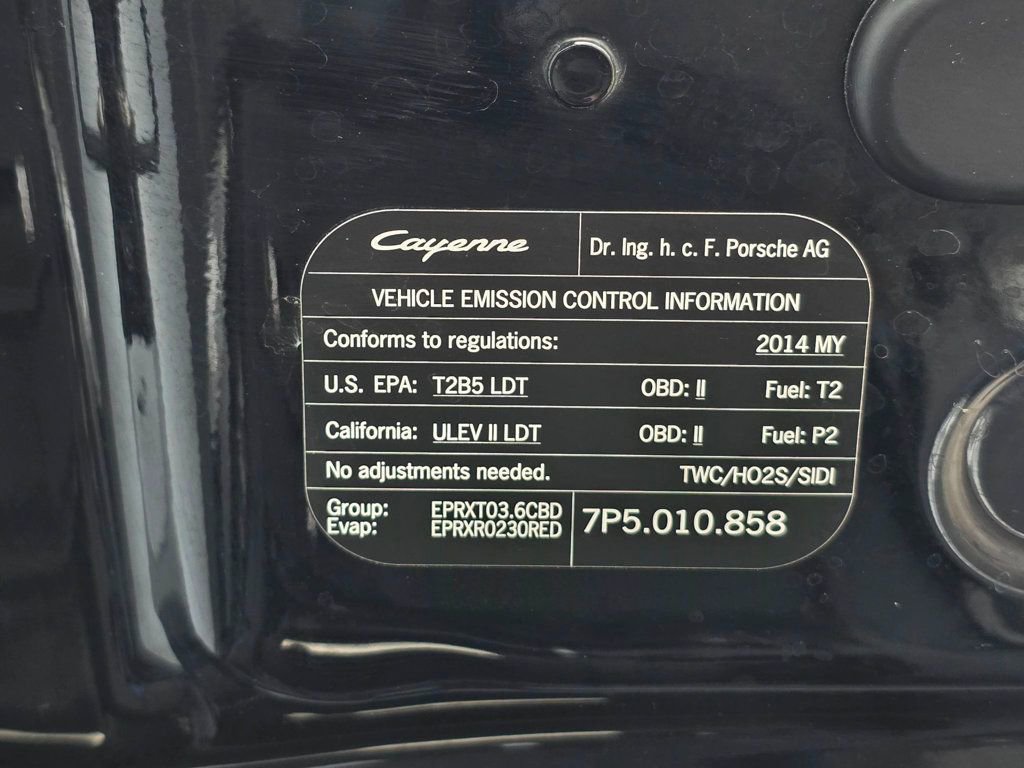 Cayenne Dr. Ing. h. c. F. Porsche AG
VEHICLE EMISSION CONTROL INFORMATION
Conforms to regulations: 2014 MY
U.S. EPA: T2B5 LDT OBD: II Fuel: T2
California: ULEV II LDT OBD: II Fuel: P2
No adjustments needed. TWC/HO2S/SIDI
Group: EPRXT03.6CBD
Evap: EPRXR0230RED
7P5.010.858